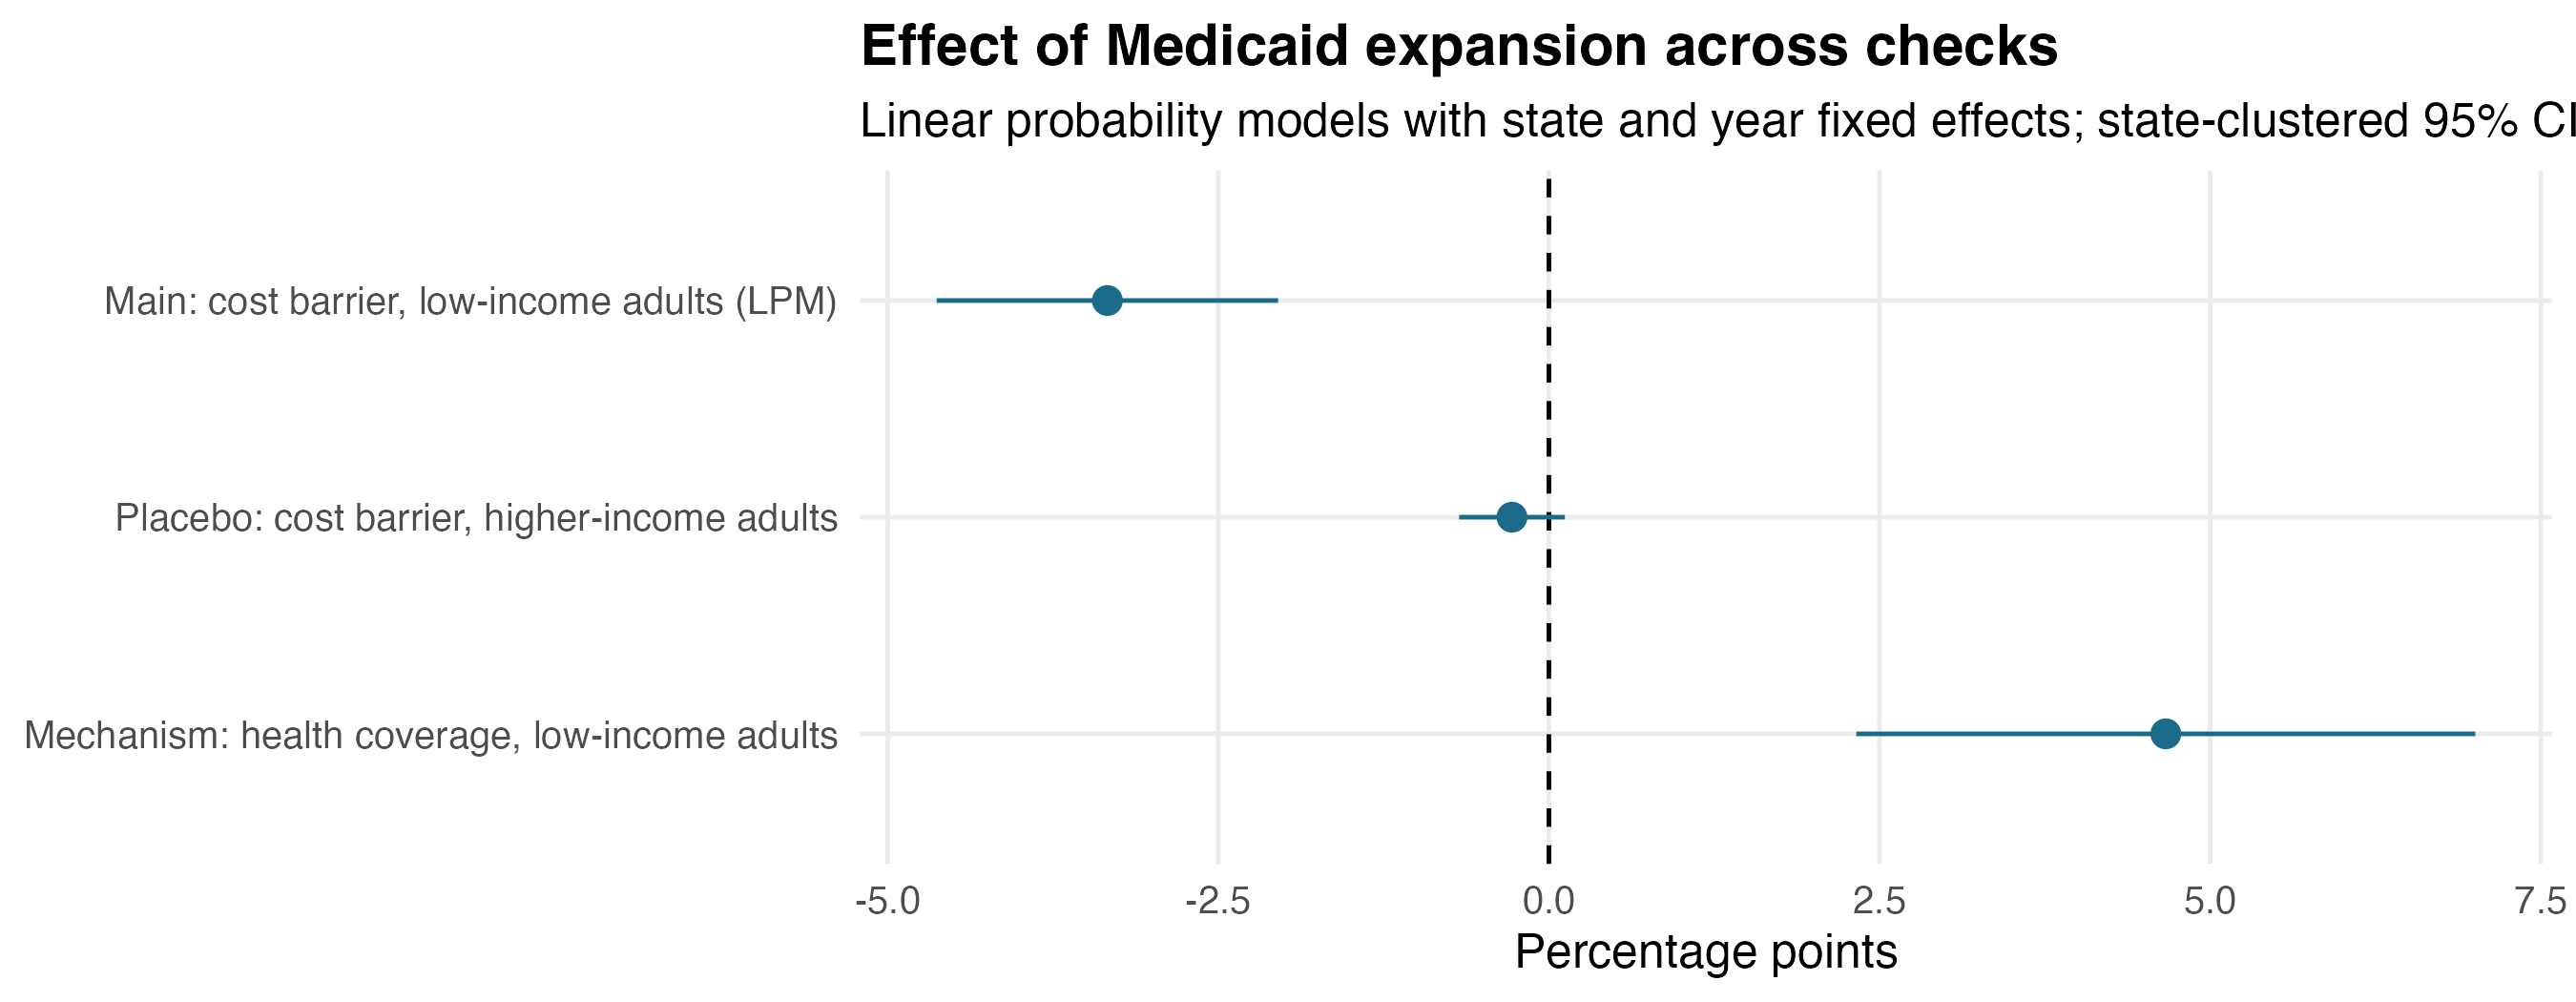 Effect of Medicaid expansion across checks
Linear probability models with state and year fixed effects; state-clustered 95% CI
Main: cost barrier, low-income adults (LPM)
Placebo: cost barrier, higher-income adults
Mechanism: health coverage, low-income adults
-5.0 -2.5 0.0 2.5 5.0 7.5
Percentage points